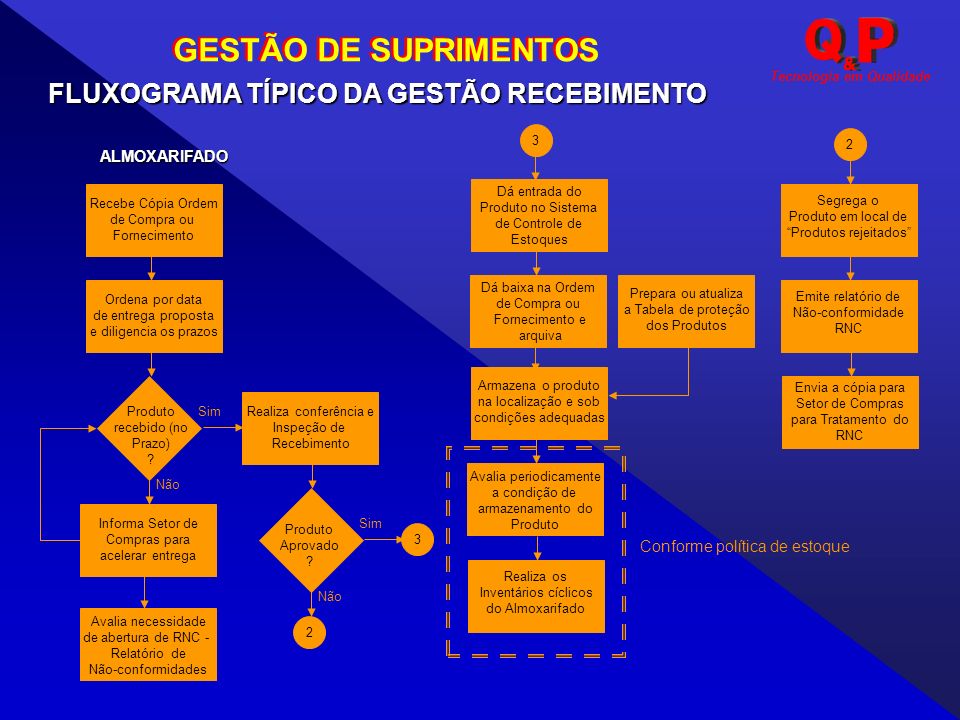 GESTÃO DE SUPRIMENTOS
Q&P
Tecnologia em Qualidade
FLUXOGRAMA TÍPICO DA GESTÃO RECEBIMENTO
ALMOXARIFADO
Recebe Cópia Ordem
de Compra ou
Fornecimento
Ordena por data
de entrega proposta
e diligencia os prazos
Produto
recebido (no
Prazo)
?
Sim
Não
Informa Setor de
Compras para
acelerar entrega
Avalia necessidade
de abertura de RNC -
Relatório de
Não-conformidades
Realiza conferência e
Inspeção de
Recebimento
Produto
Aprovado
?
Sim
3
Não
2
3
Dá entrada do
Produto no Sistema
de Controle de
Estoques
Dá baixa na Ordem
de Compra ou
Fornecimento e
arquiva
Prepara ou atualiza
a Tabela de proteção
dos Produtos
Armazena o produto
na localização e sob
condições adequadas
Avalia periodicamente
a condição de
armazenamento do
Produto
Realiza os
Inventários cíclicos
do Almoxarifado
Conforme política de estoque
2
Segrega o
Produto em local de
“Produtos rejeitados”
Emite relatório de
Não-conformidade
RNC
Envia a cópia para
Setor de Compras
para Tratamento do
RNC